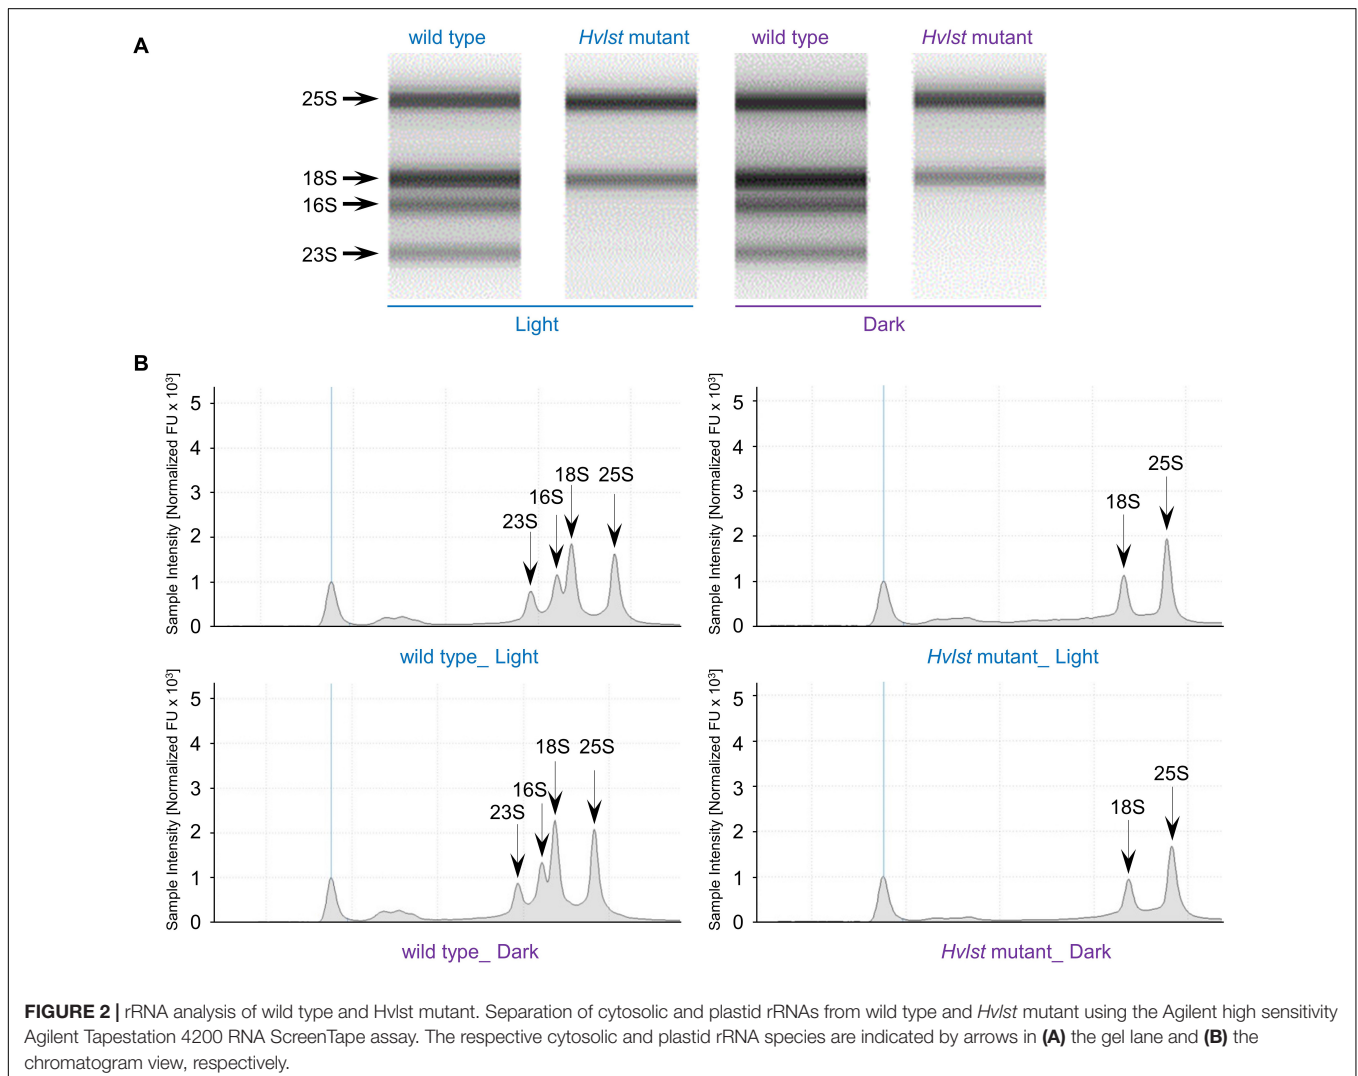 A
wild type
Hvlst mutant
wild type
Hvlst mutant
25S
18S
16S
23S
Light
Dark
B
Sample Intensity [Normalized FU x 10³]
5
4
3
2
1
0
23S
16S
18S
25S
wild type_ Light
Sample Intensity [Normalized FU x 10³]
5
4
3
2
1
0
18S
25S
Hvlst mutant_ Light
Sample Intensity [Normalized FU x 10³]
5
4
3
2
1
0
23S
16S
18S
25S
wild type_ Dark
Sample Intensity [Normalized FU x 10³]
5
4
3
2
1
0
18S
25S
Hvlst mutant_ Dark
FIGURE 2 | rRNA analysis of wild type and Hvlst mutant. Separation of cytosolic and plastid rRNAs from wild type and Hvlst mutant using the Agilent high sensitivity
Agilent Tapestation 4200 RNA ScreenTape assay. The respective cytosolic and plastid rRNA species are indicated by arrows in (A) the gel lane and (B) the
chromatogram view, respectively.